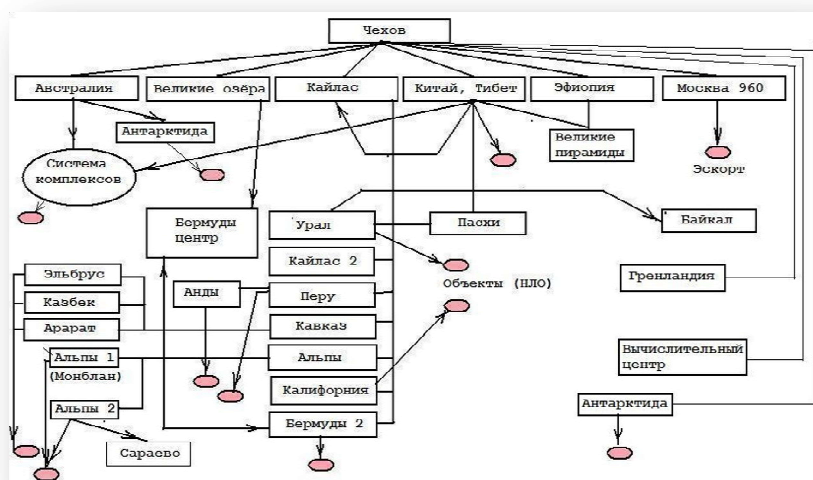 Чехов
Австралия
Великие озёра
Кайлас
Китай, Тибет
Эфиопия
Москва 960
Антарктида
Великие
пирамиды
Система
комплексов
Эскорт
Бермуды
центр
Урал
Пасхи
Байкал
Кайлас 2
Эльбрус
Объекты (НЛО)
Гренландия
Анды
Перу
Казбек
Арарат
Кавказ
Альпы 1
(Монблан)
Альпы
Вычислительный
центр
Калифорния
Антарктида
Альпы 2
Бермуды 2
Сараево